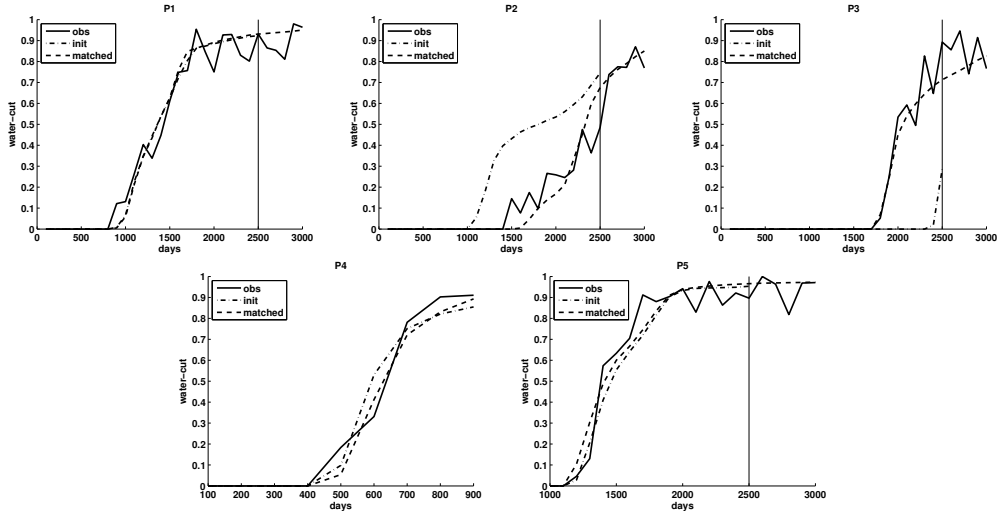 P1
1
0.9
0.8
0.7
0.6
0.5
0.4
0.3
0.2
0.1
0
water−cut
obs
init
matched
0 500 1000 1500 2000 2500 3000
days
P2
1
0.9
0.8
0.7
0.6
0.5
0.4
0.3
0.2
0.1
0
water−cut
obs
init
matched
0 500 1000 1500 2000 2500 3000
days
P3
1
0.9
0.8
0.7
0.6
0.5
0.4
0.3
0.2
0.1
0
water−cut
obs
init
matched
0 500 1000 1500 2000 2500 3000
days
P4
1
0.9
0.8
0.7
0.6
0.5
0.4
0.3
0.2
0.1
0
water−cut
obs
init
matched
100 200 300 400 500 600 700 800 900
days
P5
1
0.9
0.8
0.7
0.6
0.5
0.4
0.3
0.2
0.1
0
water−cut
obs
init
matched
1000 1500 2000 2500 3000
days